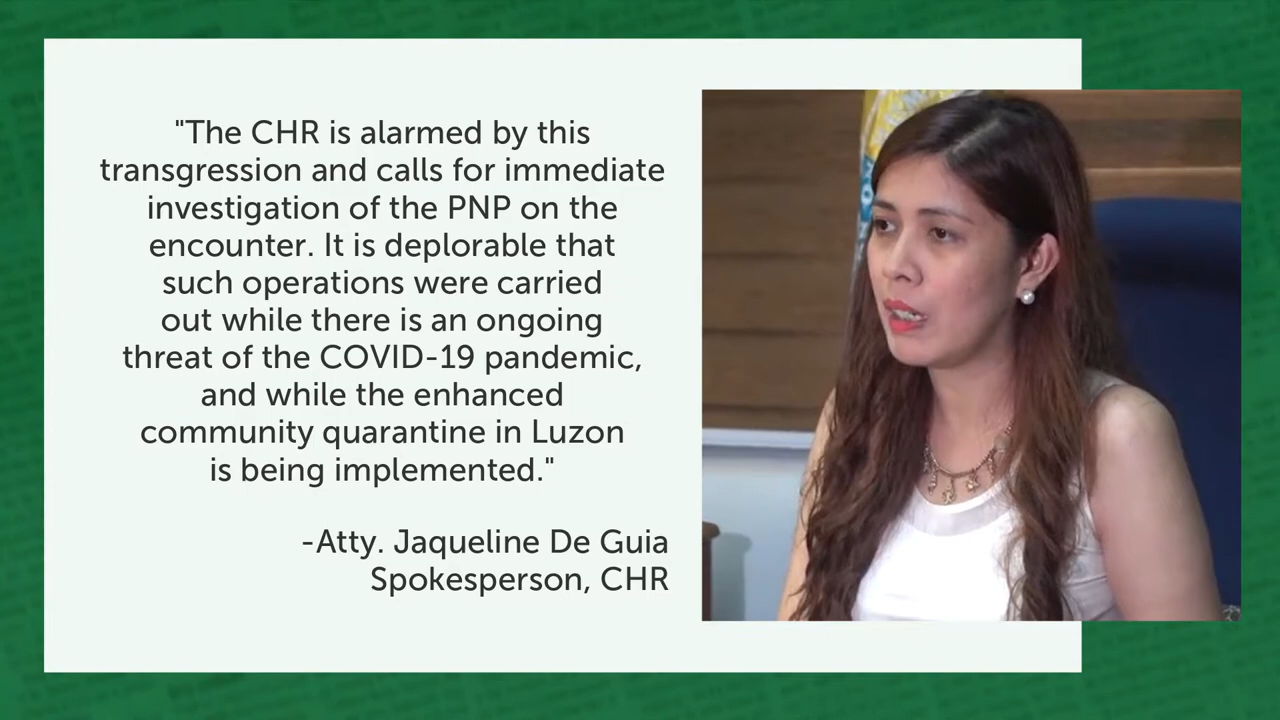 "The CHR is alarmed by this
transgression and calls for immediate
investigation of the PNP on the
encounter. It is deplorable that
such operations were carried
out while there is an ongoing
threat of the COVID-19 pandemic,
and while the enhanced
community quarantine in Luzon
is being implemented."
-Atty. Jaqueline De Guia
Spokesperson, CHR